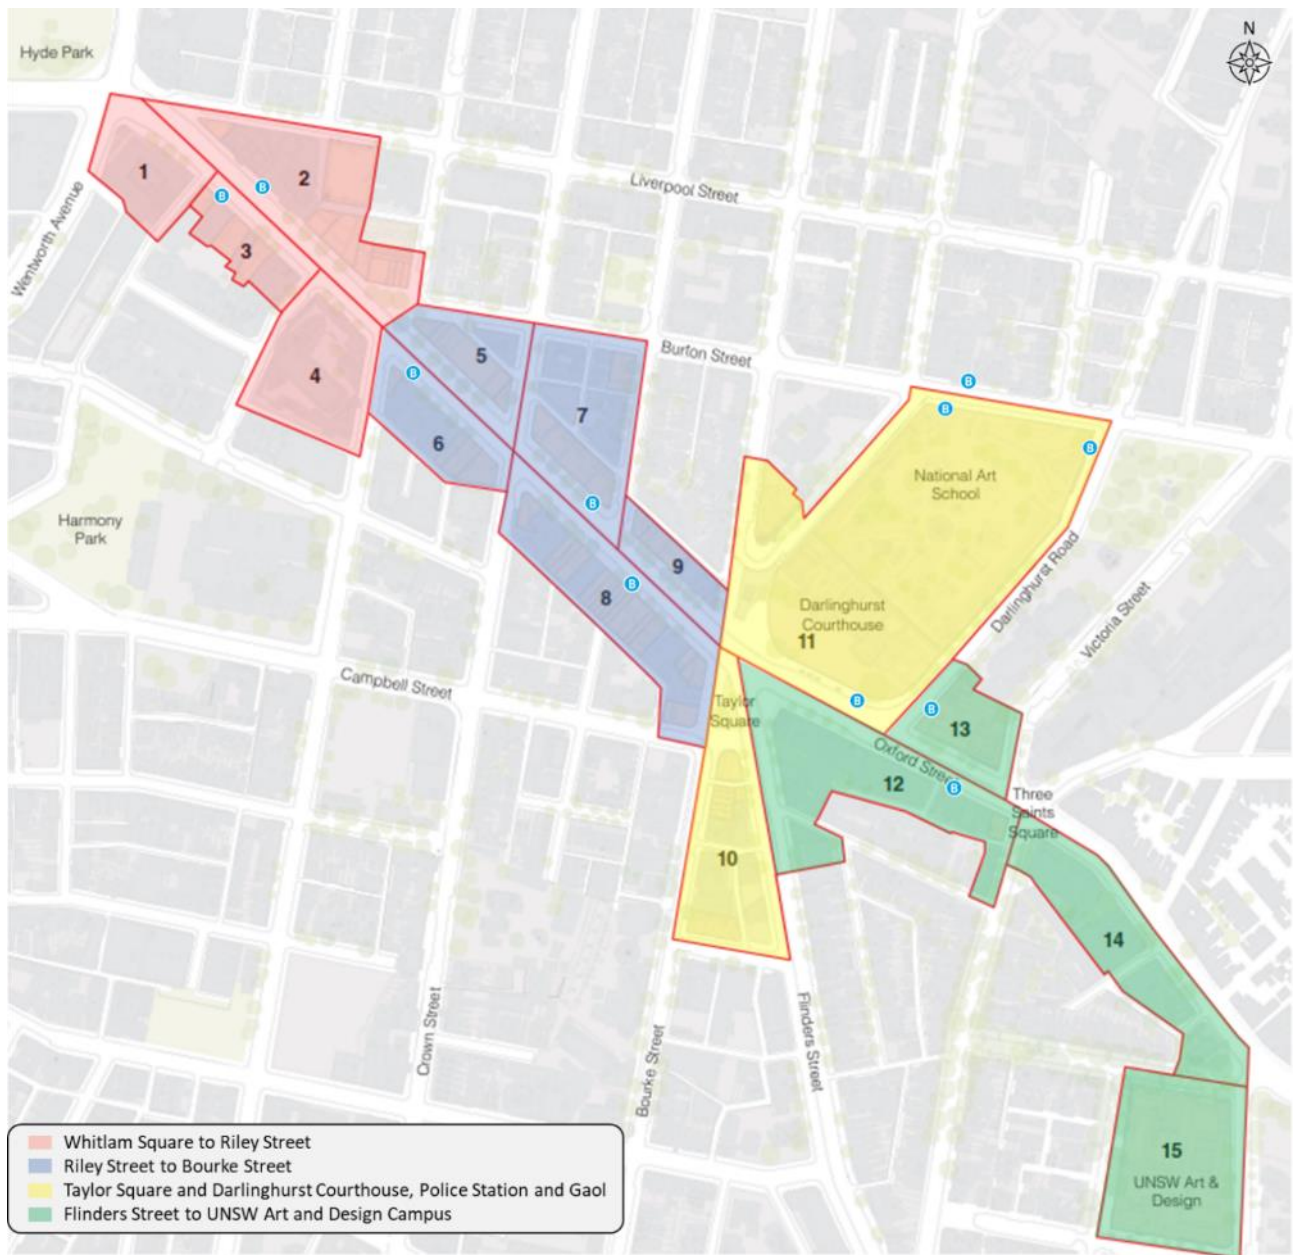 N
Hyde Park
1
2
B
B
Liverpool Street
Wentworth Avenue
3
4
5
Burton Street
B
B
B
7
6
B
National Art
School
B
Harmony
Park
9
8
B
Darlinghurst Road
Darlinghurst
Courthouse
11
Victoria Street
Campbell Street
Taylor
Square
B
B
13
Oxford Street
12
B
Three
Saints
Square
10
14
Crown Street
Bourke Street
Flinders Street
15
UNSW Art &
Design
Whitlam Square to Riley Street
Riley Street to Bourke Street
Taylor Square and Darlinghurst Courthouse, Police Station and Gaol
Flinders Street to UNSW Art and Design Campus